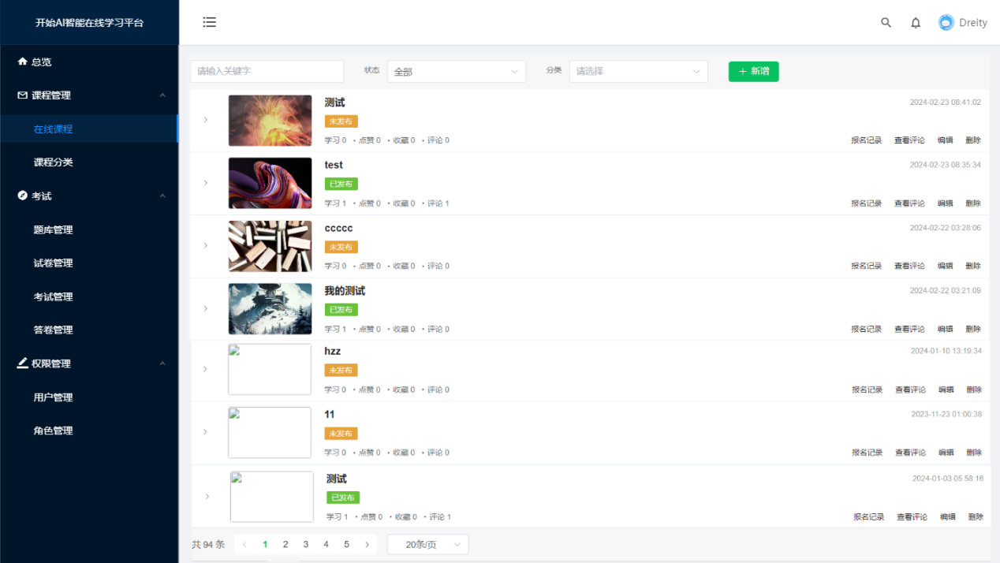 开始AI智能在线学习平台
Dreity
总览
课程管理
在线课程
课程分类
考试
题库管理
试卷管理
考试管理
答卷管理
权限管理
用户管理
角色管理
请输入关键字 状态 全部 分类 请选择 + 新增
测试 2024-02-23 08:41:02
未发布
学习 0 • 点赞 0 • 收藏 0 • 评论 0 报名记录 查看评论 编辑 删除
test 2024-02-23 08:35:34
已发布
学习 1 • 点赞 0 • 收藏 0 • 评论 1 报名记录 查看评论 编辑 删除
ccccc 2024-02-22 03:28:06
未发布
学习 0 • 点赞 0 • 收藏 0 • 评论 0 报名记录 查看评论 编辑 删除
我的测试 2024-02-22 03:21:09
已发布
学习 1 • 点赞 0 • 收藏 0 • 评论 0 报名记录 查看评论 编辑 删除
hzz 2024-01-10 13:19:34
未发布
学习 0 • 点赞 0 • 收藏 0 • 评论 0 报名记录 查看评论 编辑 删除
11 2023-11-23 01:00:38
未发布
学习 0 • 点赞 0 • 收藏 0 • 评论 0 报名记录 查看评论 编辑 删除
测试 2024-01-03 05:58:16
已发布
学习 1 • 点赞 0 • 收藏 0 • 评论 1 报名记录 查看评论 编辑 删除
共 94 条 1 2 3 4 5 20条/页